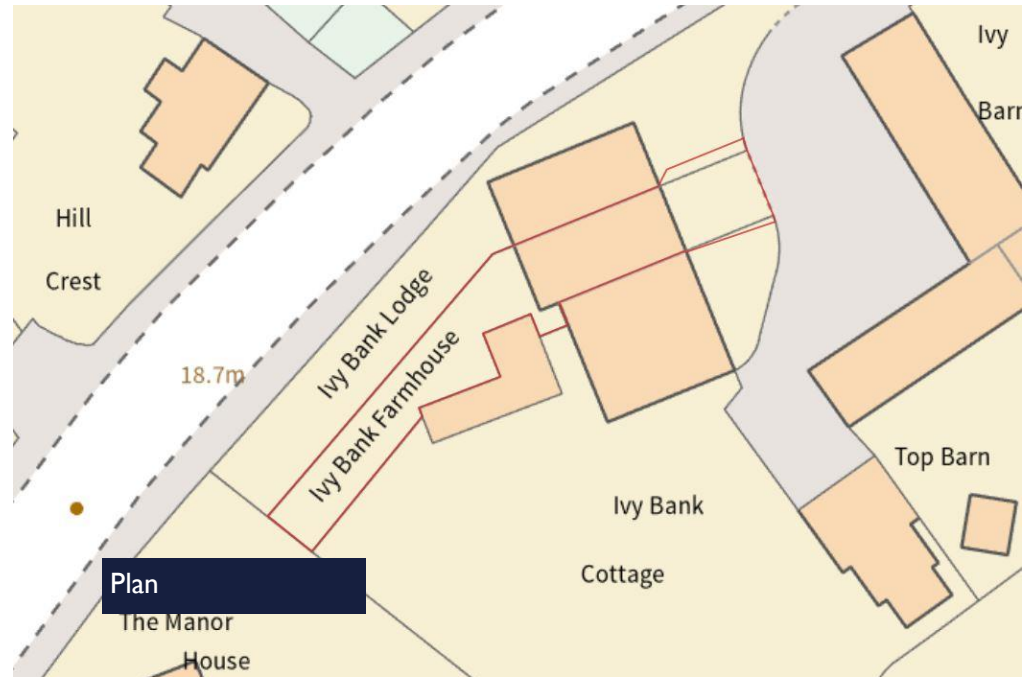 Ivy
Barn
Hill
Crest
Ivy Bank Lodge
18.7m
Ivy Bank Farmhouse
Top Barn
Ivy Bank
Cottage
Plan
The Manor
House